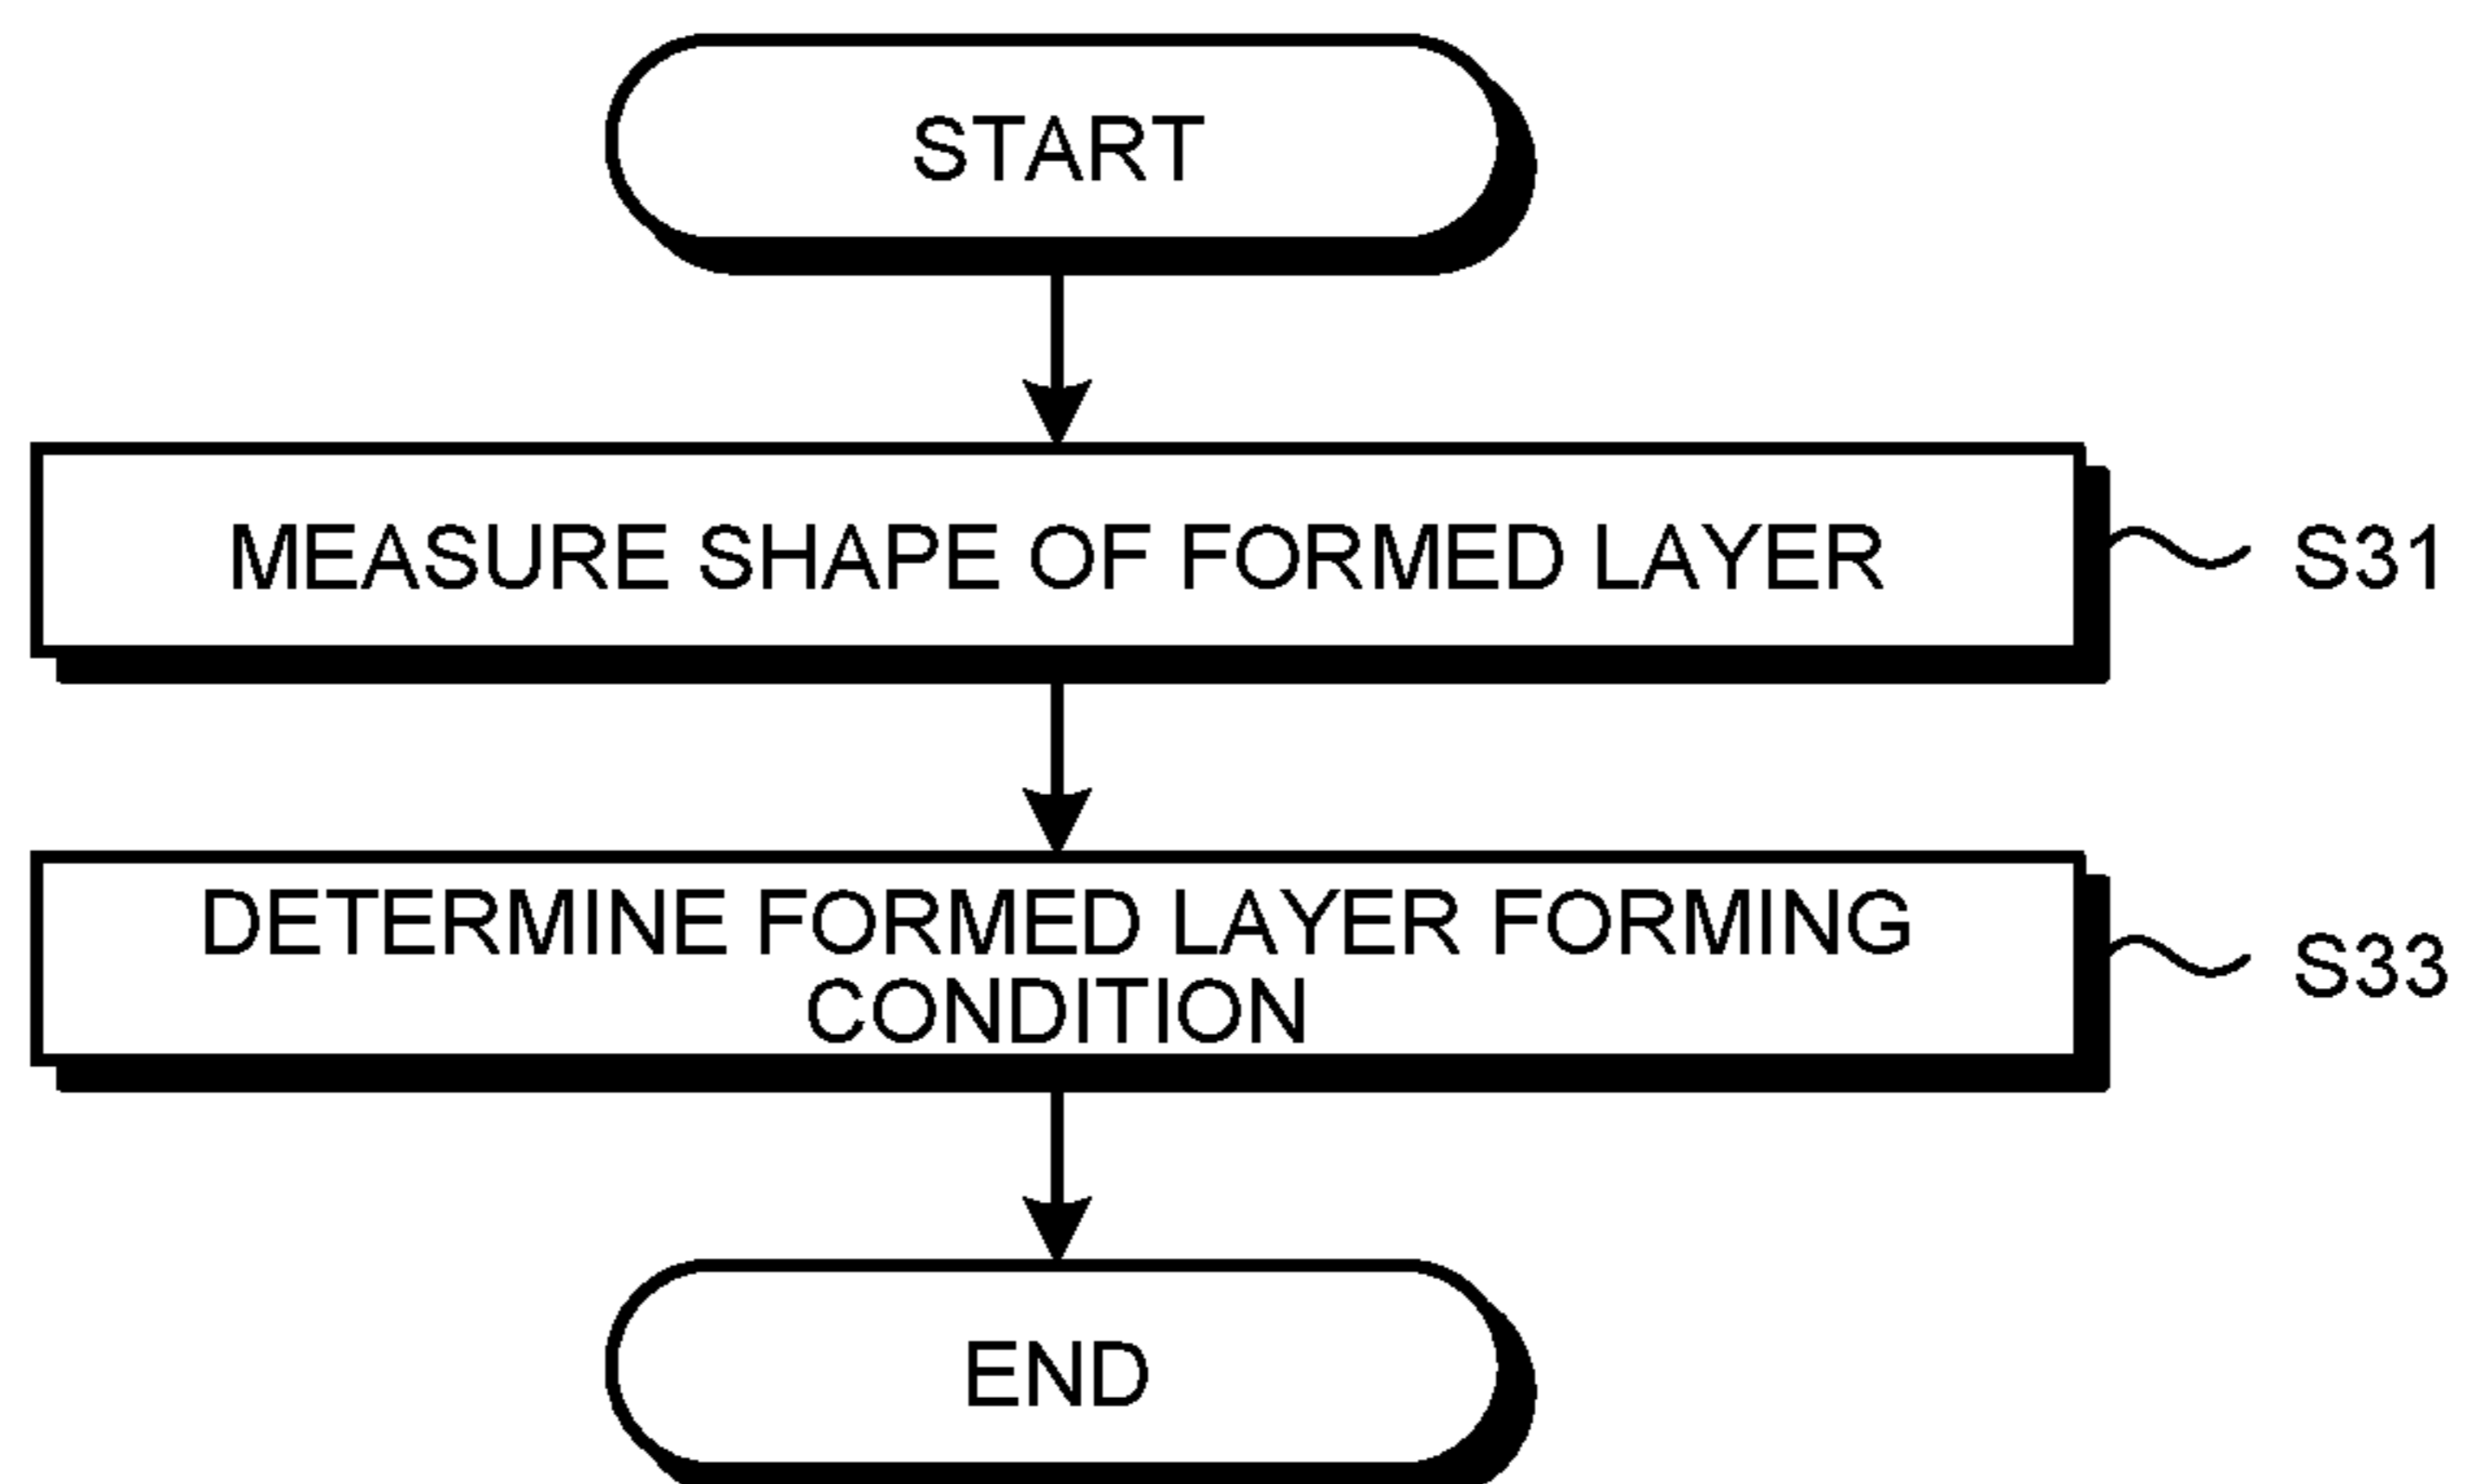 START
MEASURE SHAPE OF FORMED LAYER
S31
DETERMINE FORMED LAYER FORMING
CONDITION
S33
END